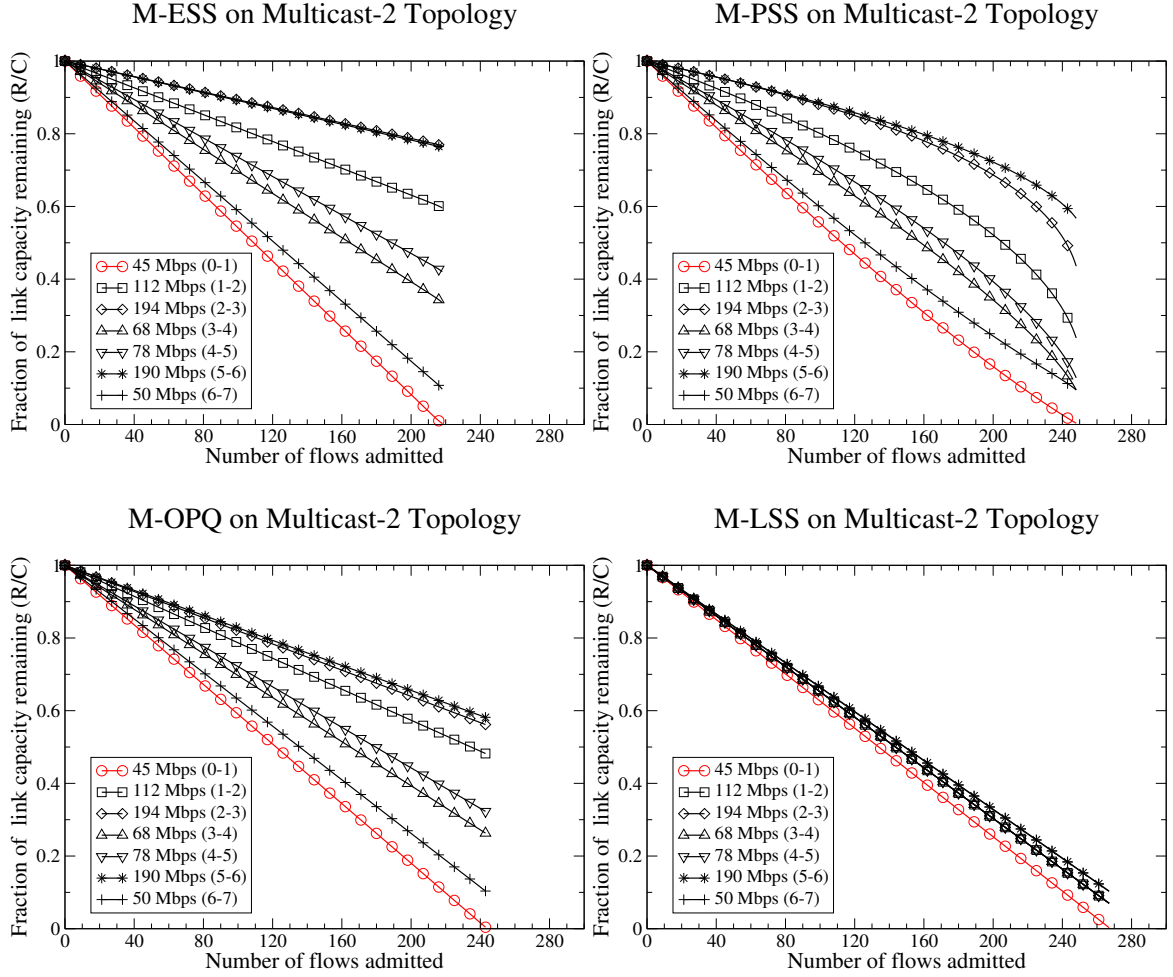 M-ESS on Multicast-2 Topology
Fraction of link capacity remaining (R/C)
1
0.8
0.6
0.4
0.2
0
45 Mbps (0-1)
112 Mbps (1-2)
194 Mbps (2-3)
68 Mbps (3-4)
78 Mbps (4-5)
190 Mbps (5-6)
50 Mbps (6-7)
0 40 80 120 160 200 240 280
Number of flows admitted
M-PSS on Multicast-2 Topology
Fraction of link capacity remaining (R/C)
1
0.8
0.6
0.4
0.2
0
45 Mbps (0-1)
112 Mbps (1-2)
194 Mbps (2-3)
68 Mbps (3-4)
78 Mbps (4-5)
190 Mbps (5-6)
50 Mbps (6-7)
0 40 80 120 160 200 240 280
Number of flows admitted
M-OPQ on Multicast-2 Topology
Fraction of link capacity remaining (R/C)
1
0.8
0.6
0.4
0.2
0
45 Mbps (0-1)
112 Mbps (1-2)
194 Mbps (2-3)
68 Mbps (3-4)
78 Mbps (4-5)
190 Mbps (5-6)
50 Mbps (6-7)
0 40 80 120 160 200 240 280
Number of flows admitted
M-LSS on Multicast-2 Topology
Fraction of link capacity remaining (R/C)
1
0.8
0.6
0.4
0.2
0
45 Mbps (0-1)
112 Mbps (1-2)
194 Mbps (2-3)
68 Mbps (3-4)
78 Mbps (4-5)
190 Mbps (5-6)
50 Mbps (6-7)
0 40 80 120 160 200 240 280
Number of flows admitted